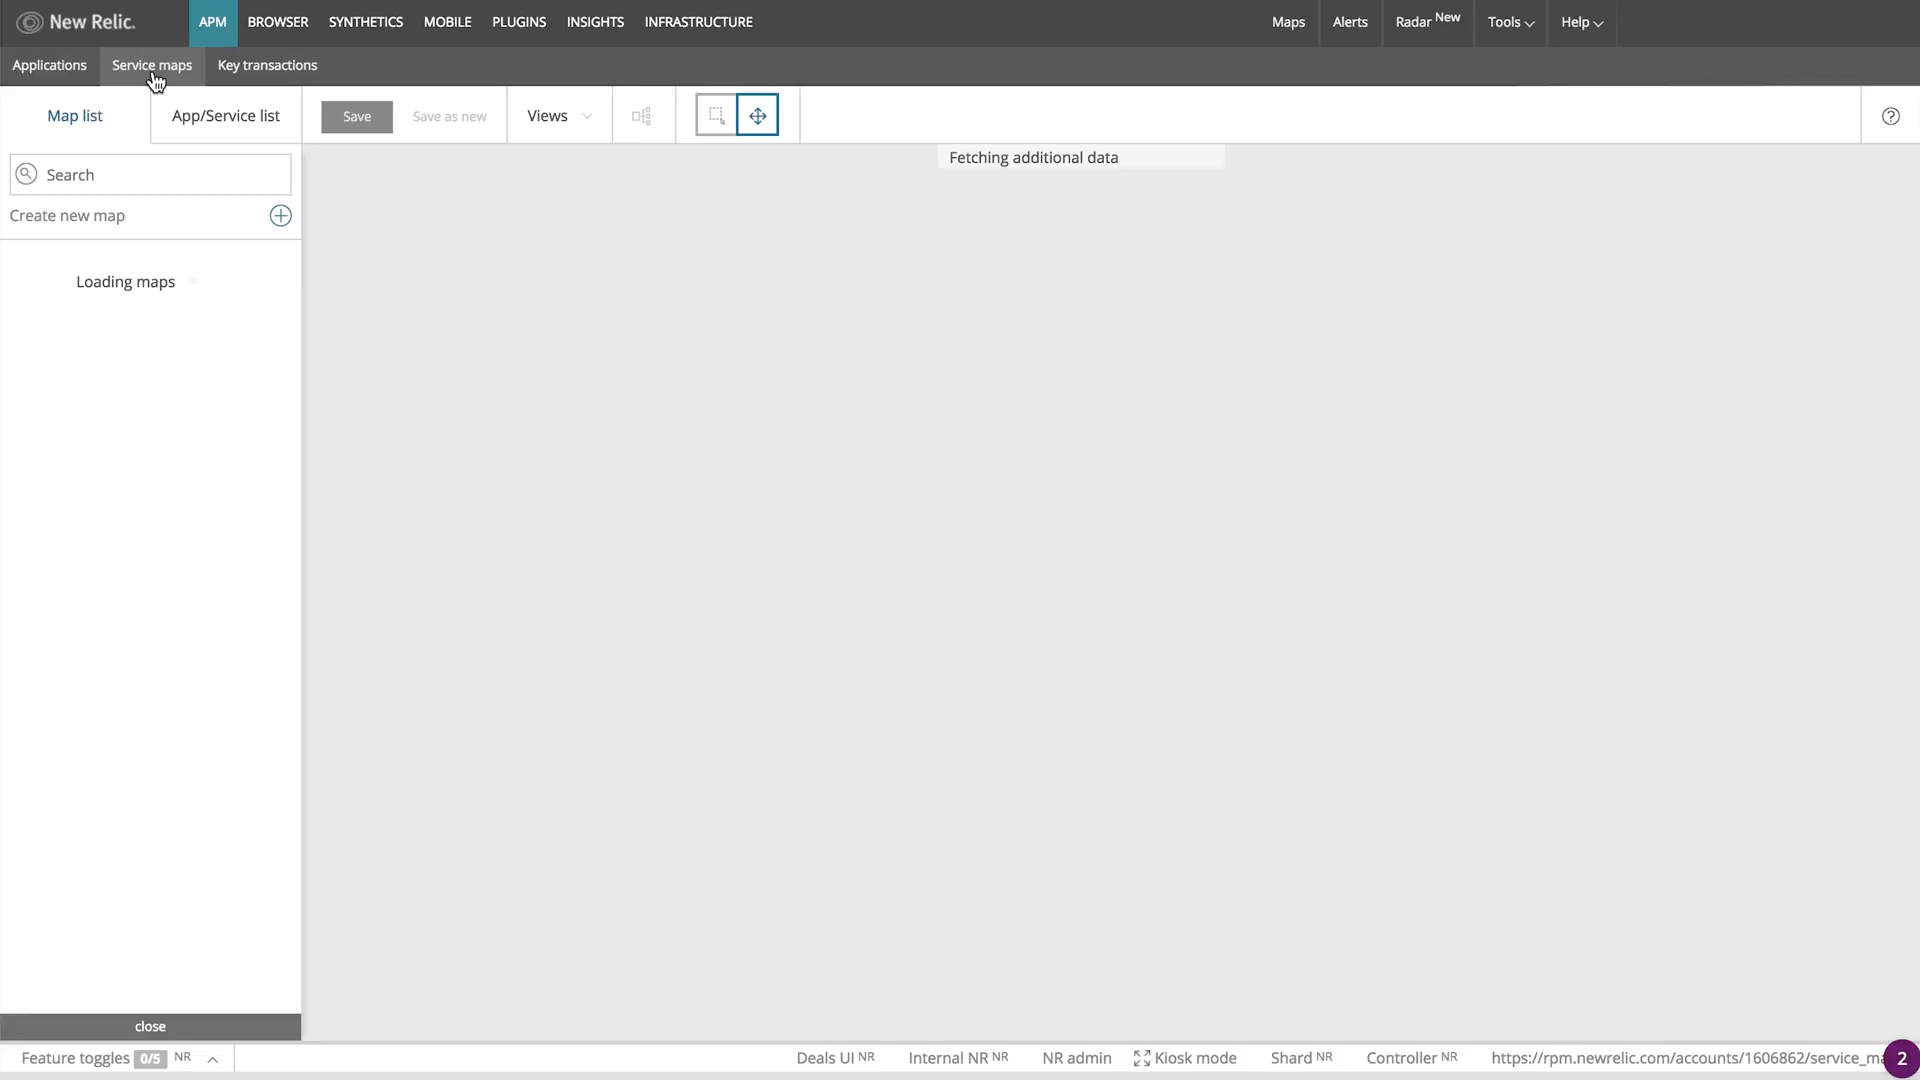 New Relic.
APM BROWSER SYNTHETICS MOBILE PLUGINS INSIGHTS INFRASTRUCTURE Maps Alerts Radar New Tools Help
Applications Service maps Key transactions
Map list App/Service list Save Save as new Views
Fetching additional data
Search
Create new map
Loading maps
close
Feature toggles 0/5 NR Deals UI NR Internal NR NR NR admin Kiosk mode Shard NR Controller NR https://rpm.newrelic.com/accounts/1606862/service_ 2